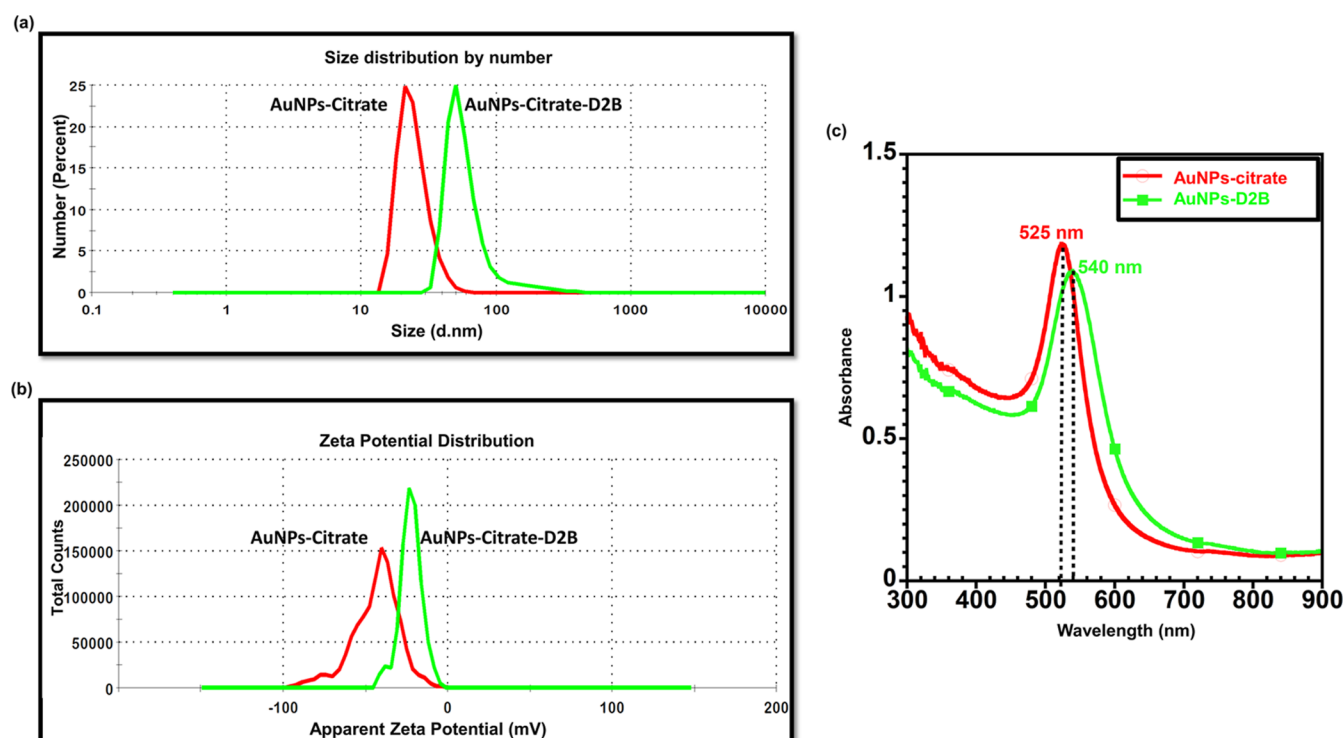 (a)
Size distribution by number
AuNPs-Citrate
AuNPs-Citrate-D2B
Number (Percent)
25
20
15
10
5
0
0.1
1
10
100
1000
10000
Size (d.nm)
(b)
Zeta Potential Distribution
AuNPs-Citrate
AuNPs-Citrate-D2B
Total Counts
250000
200000
150000
100000
50000
0
-100
0
100
200
Apparent Zeta Potential (mV)
(c)
AuNPs-citrate
AuNPs-D2B
525 nm
540 nm
Absorbance
1.5
1
0.5
0
300
400
500
600
700
800
900
Wavelength (nm)